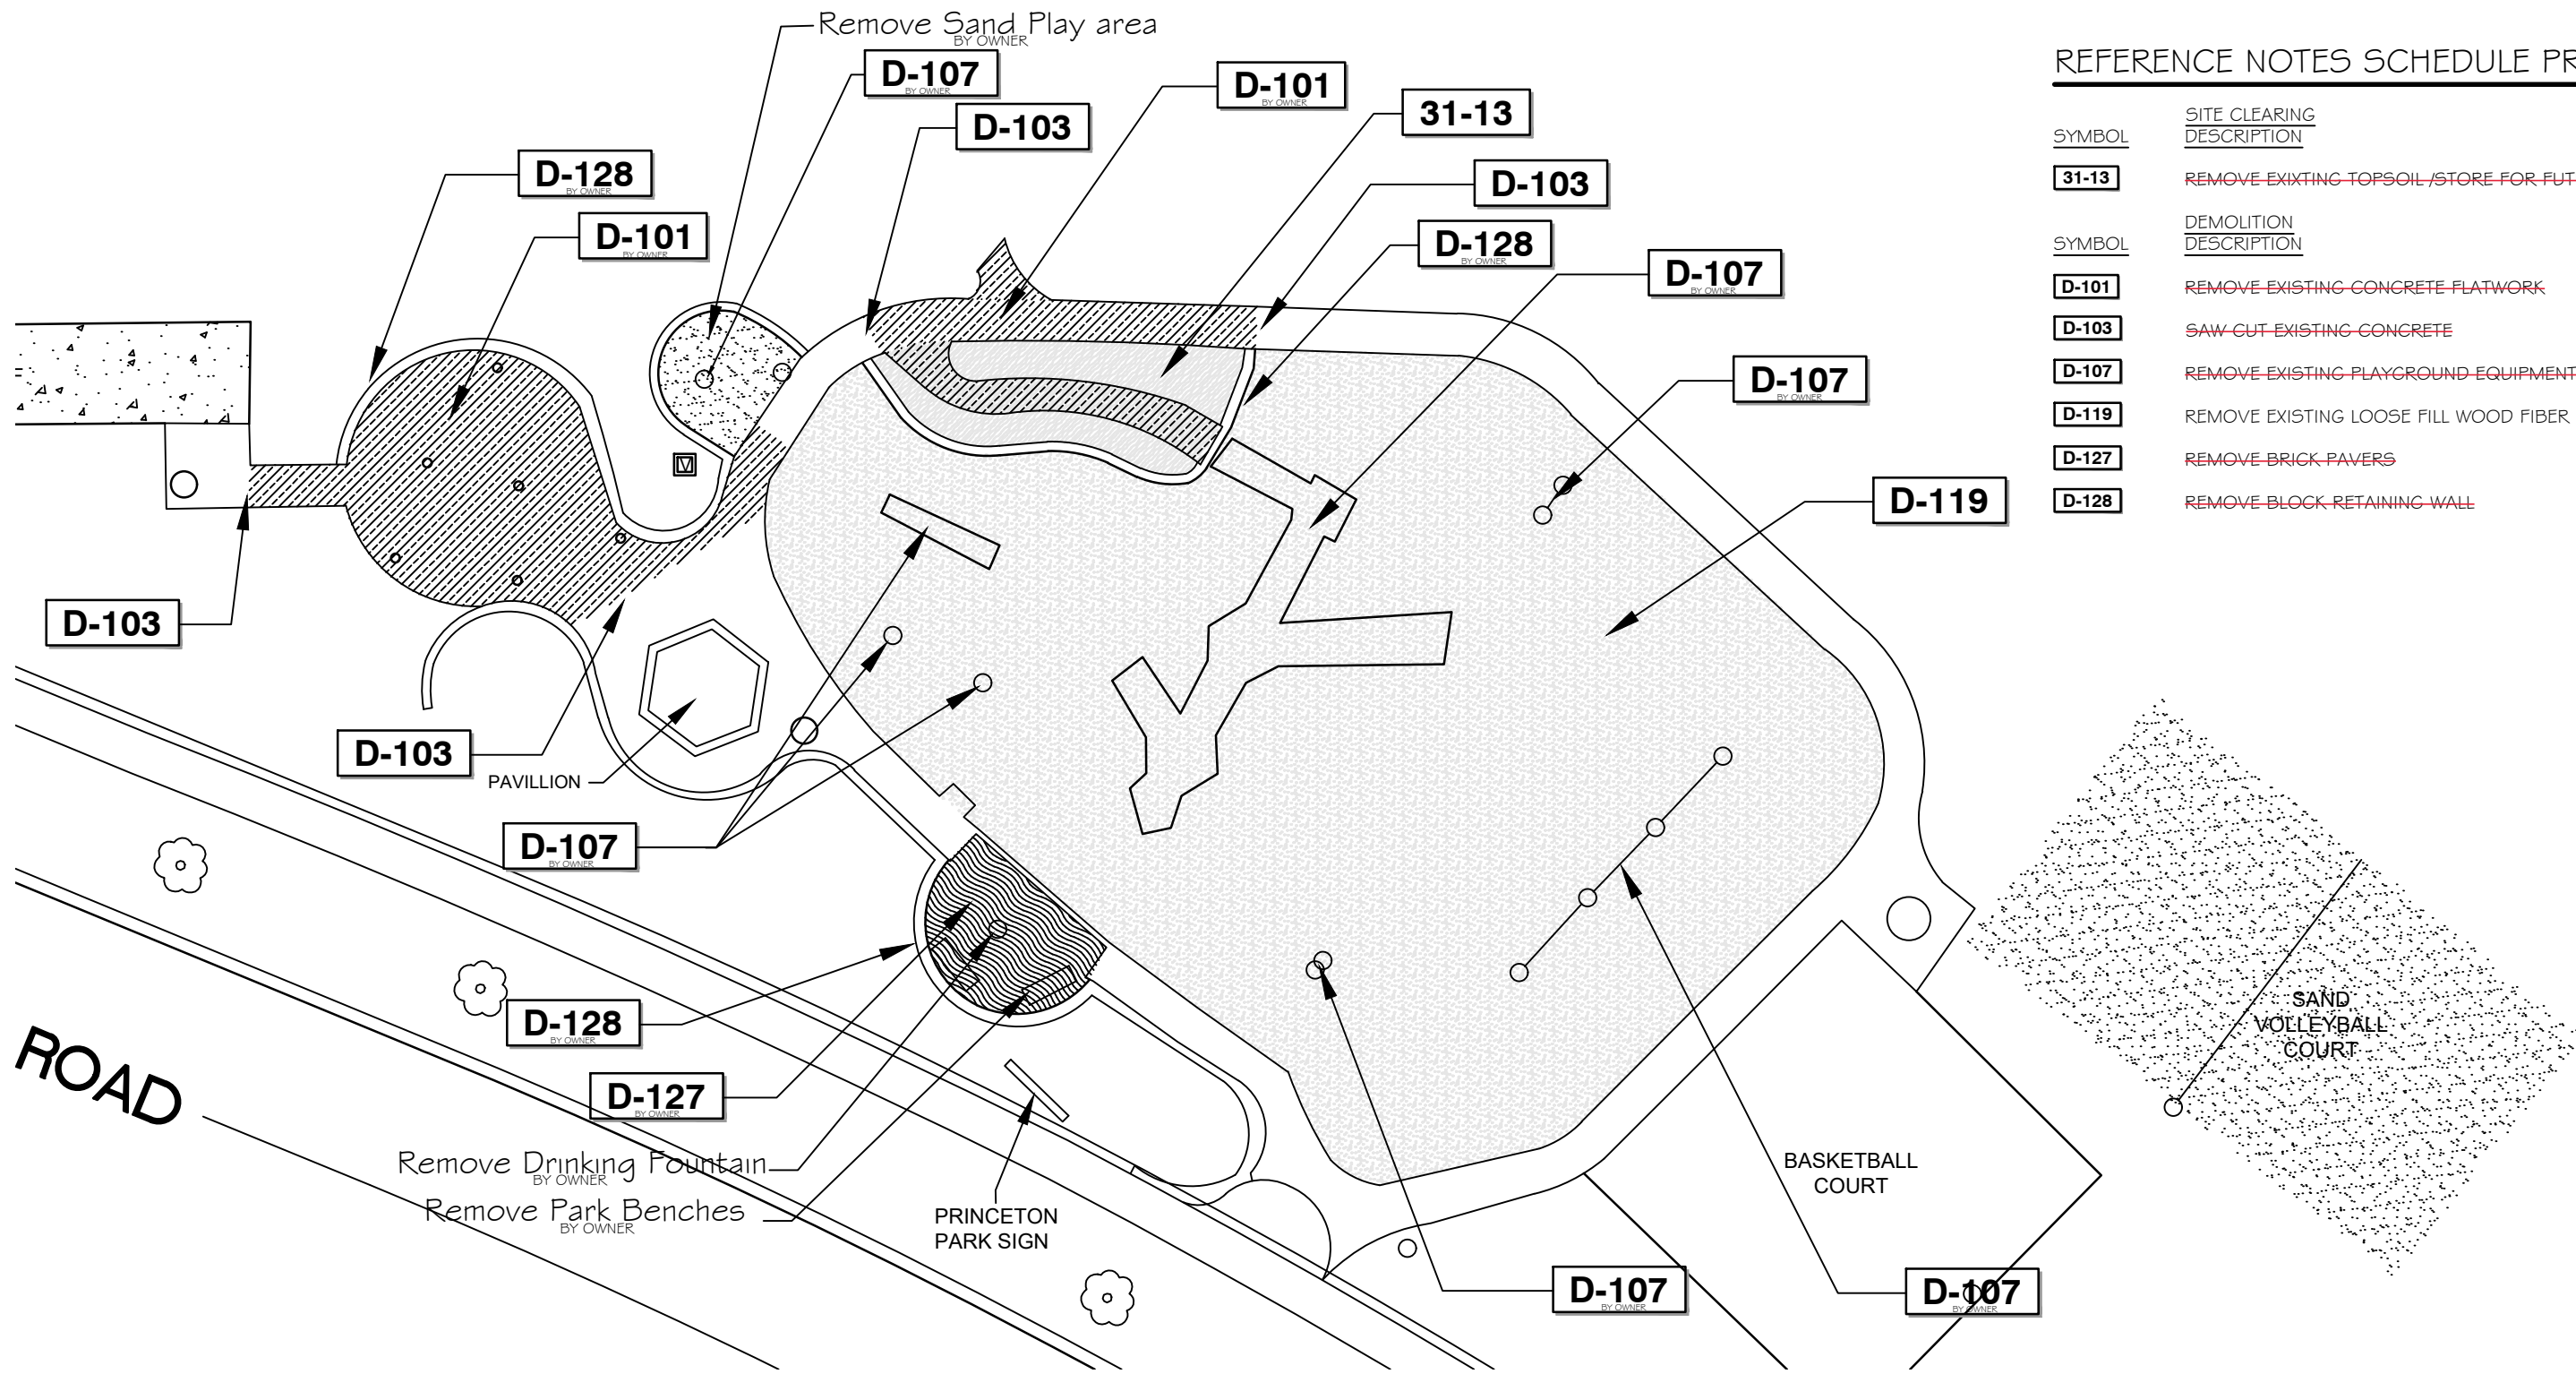 Remove Sand Play area
BY OWNER
D-107
BY OWNER
D-101
BY OWNER
31-13
D-103
D-103
D-128
BY OWNER
D-128
BY OWNER
D-107
BY OWNER
D-101
BY OWNER
D-107
BY OWNER
D-119
D-103
D-103
PAVILLION
D-107
BY OWNER
D-128
BY OWNER
D-127
BY OWNER
Remove Drinking Fountain
BY OWNER
Remove Park Benches
BY OWNER
ROAD
PRINCETON
PARK SIGN
D-107
BY OWNER
D-107
BY OWNER
BASKETBALL
COURT
SAND
VOLLEYBALL
COURT
REFERENCE NOTES SCHEDULE PR
SITE CLEARING
SYMBOL DESCRIPTION
31-13 REMOVE EXIXTING TOPSOIL /STORE FOR FUT
DEMOLITION
SYMBOL DESCRIPTION
D-101 REMOVE EXISTING CONCRETE FLATWORK
D-103 SAW CUT EXISTING CONCRETE
D-107 REMOVE EXISTING PLAYGROUND EQUIPMENT
D-119 REMOVE EXISTING LOOSE FILL WOOD FIBER
D-127 REMOVE BRICK PAVERS
D-128 REMOVE BLOCK RETAINING WALL